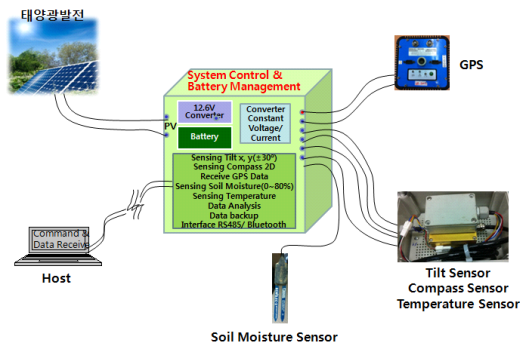 태양광발전
System Control &
Battery Management
GPS
PV
12.6V
Converter
Battery
Converter
Constant
Voltage/
Current
Sensing Tilt x, y(±30º)
Sensing Compass 2D
Receive GPS Data
Sensing Soil Moisture(0~80%)
Sensing Temperature
Data Analysis
Data backup
Interface RS485/ Bluetooth
Command &
Data Receive
Host
Tilt Sensor
Compass Sensor
Temperature Sensor
Soil Moisture Sensor